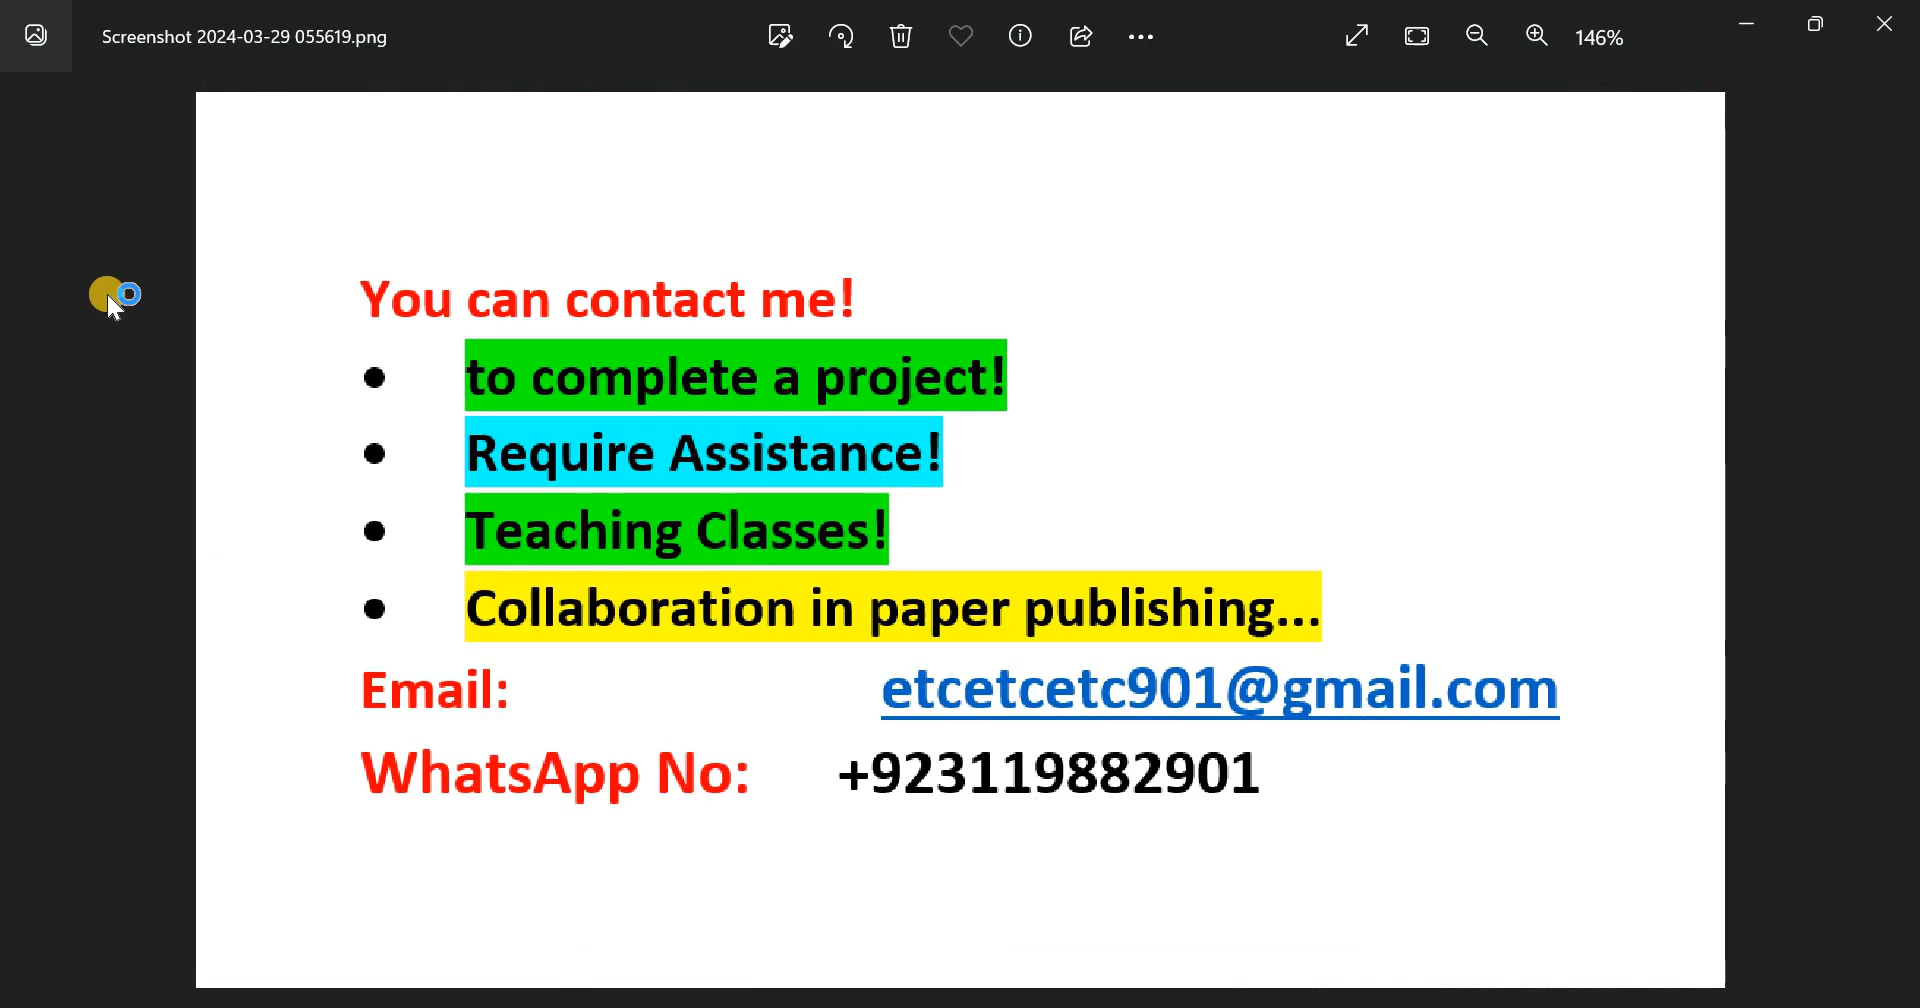 Screenshot 2024-03-29 055619.png
146%
You can contact me!
• to complete a project!
• Require Assistance!
• Teaching Classes!
• Collaboration in paper publishing...
Email: etcetcetc901@gmail.com
WhatsApp No: +923119882901